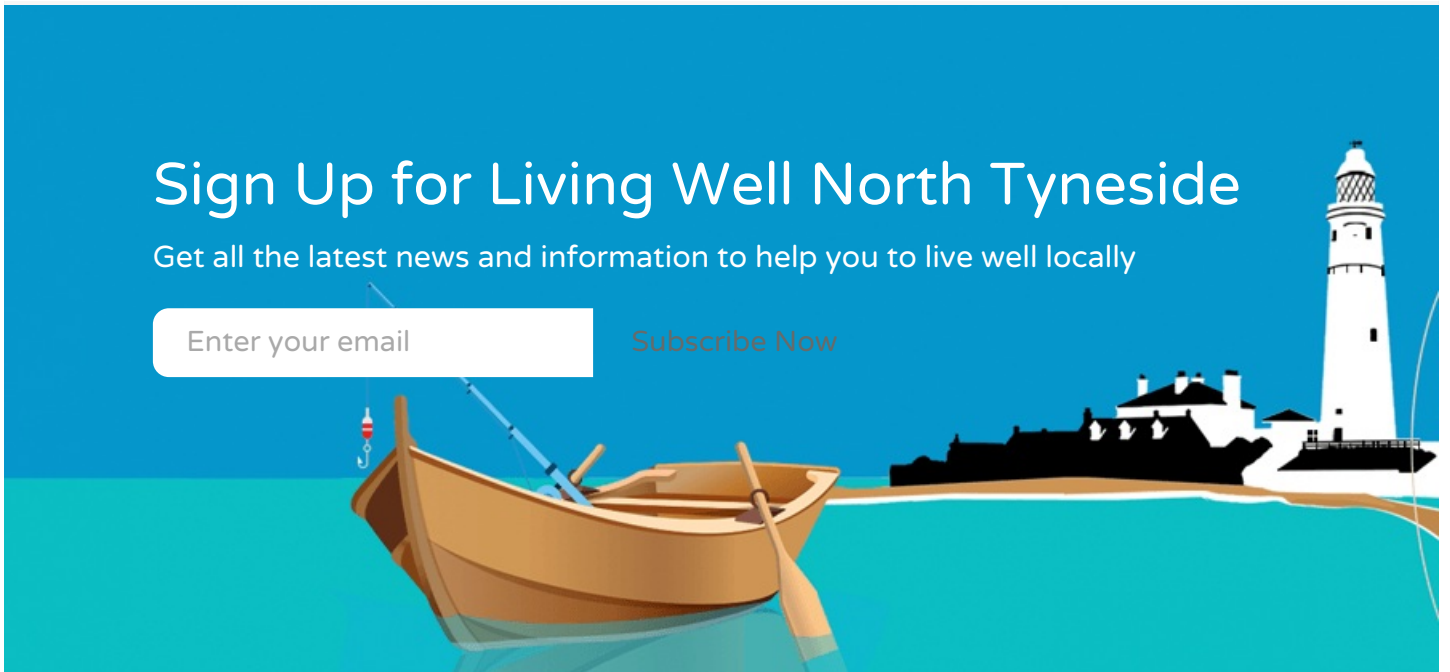 Sign Up for Living Well North Tyneside
Get all the latest news and information to help you to live well locally
Enter your email
Subscribe Now